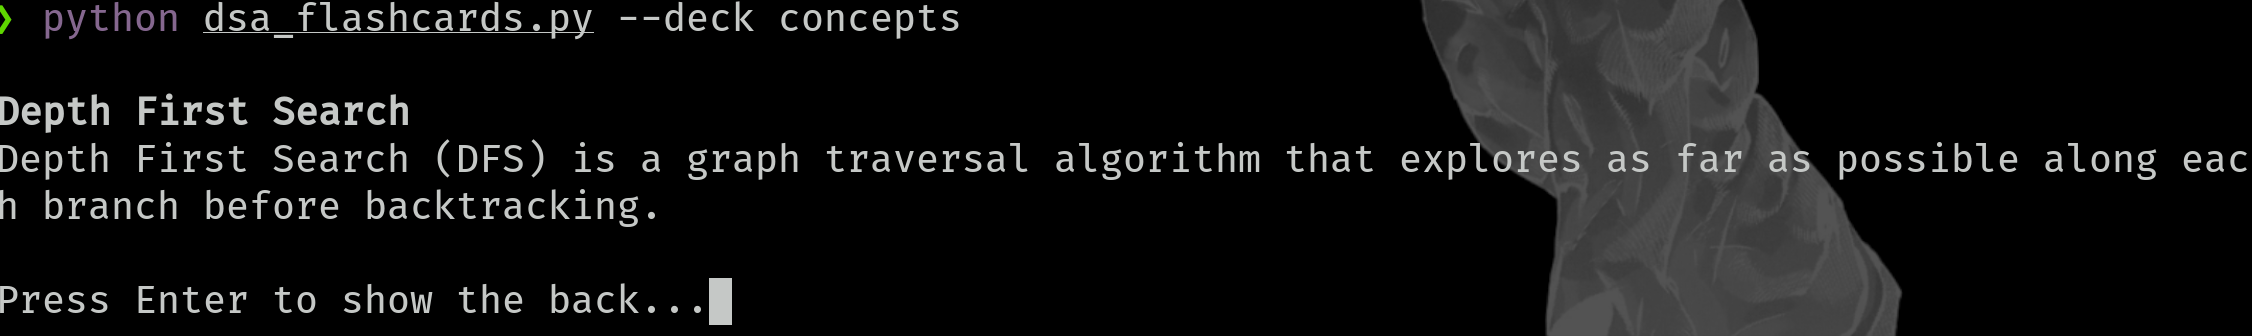 ❯ python dsa_flashcards.py --deck concepts
Depth First Search
Depth First Search (DFS) is a graph traversal algorithm that explores as far as possible along eac
h branch before backtracking.
Press Enter to show the back...